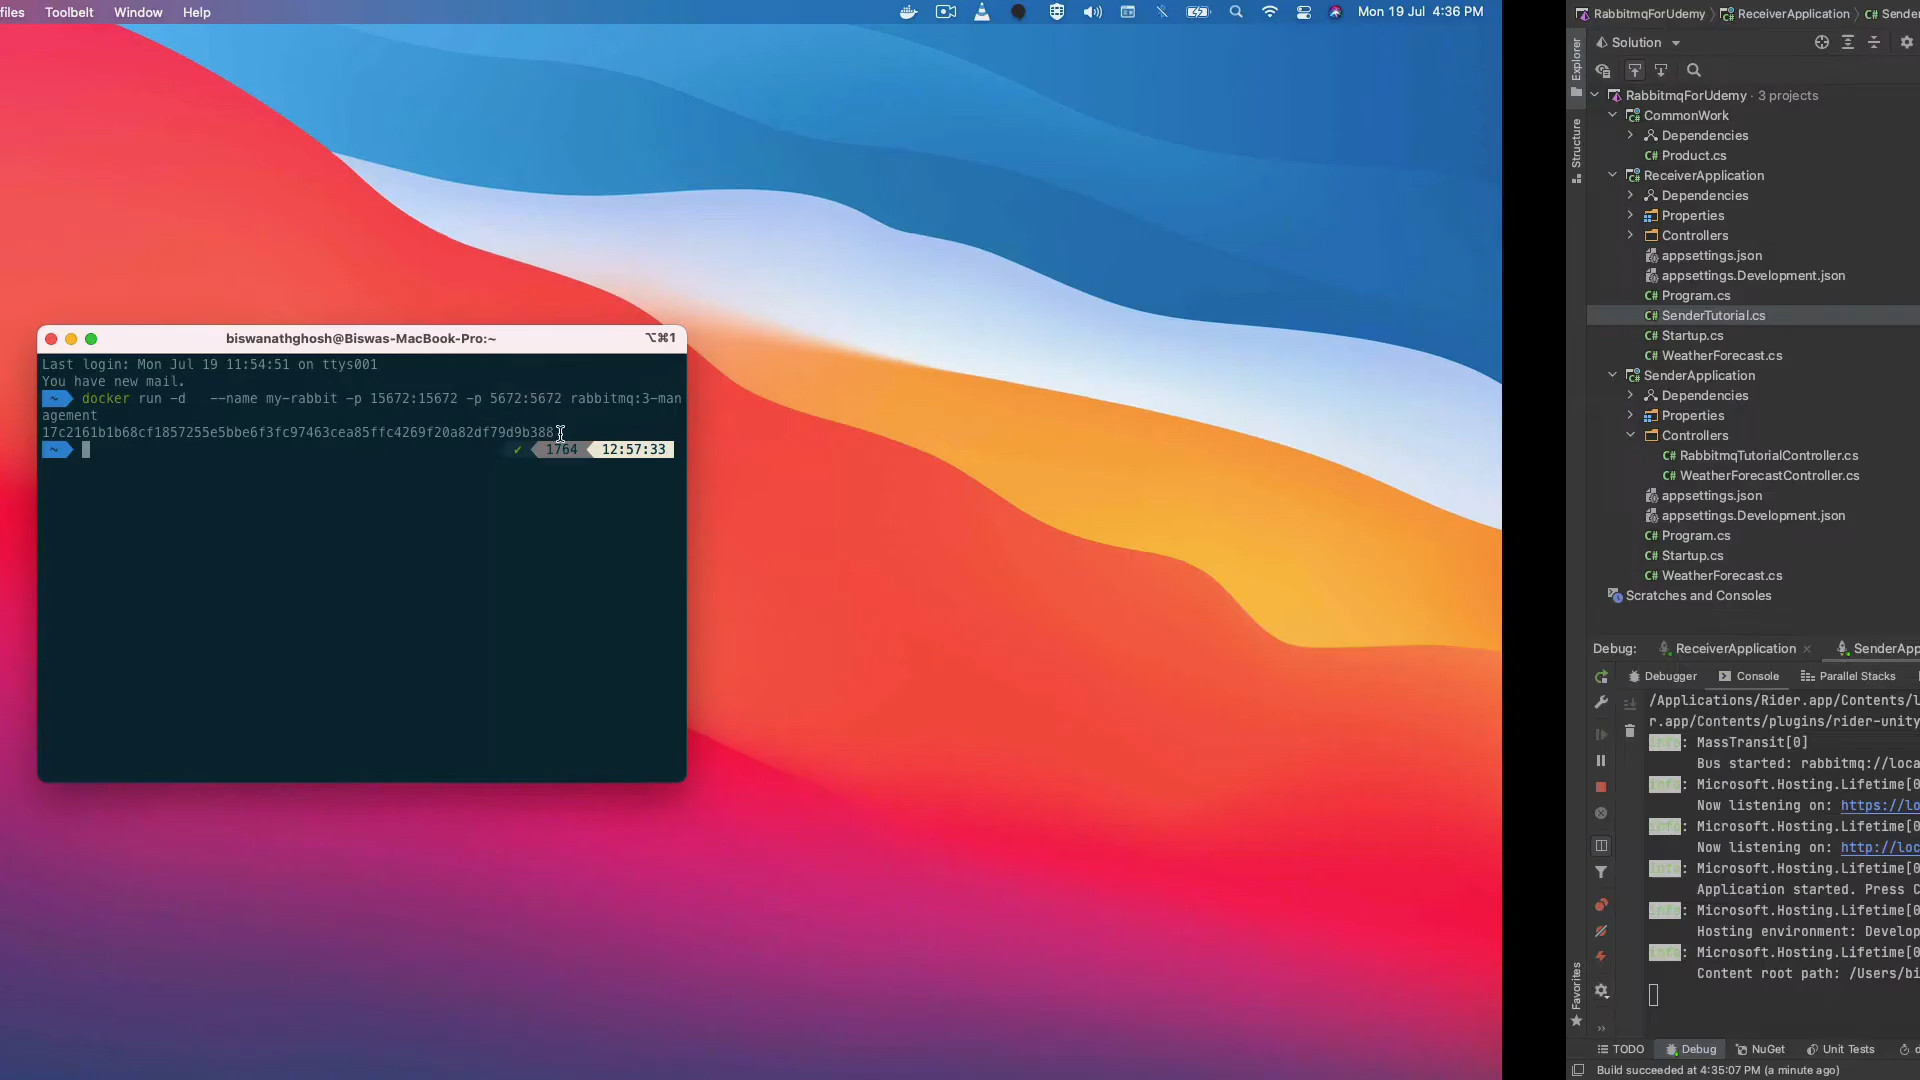 files Toolbelt Window Help
Mon 19 Jul 4:36 PM
biswanathghosh@Biswas-MacBook-Pro:~
⌥⌘1
Last login: Mon Jul 19 11:54:51 on ttys001
You have new mail.
~ docker run -d --name my-rabbit -p 15672:15672 -p 5672:5672 rabbitmq:3-man
agement
17c2161b1b68cf1857255e5bbe6f3fc97463cea85ffc4269f20a82df79d9b388
~ ✓ 1764 12:57:33
RabbitmqForUdemy ReceiverApplication C# Sender
Explorer
Structure
Favorites
Solution
RabbitmqForUdemy · 3 projects
CommonWork
Dependencies
C# Product.cs
ReceiverApplication
Dependencies
Properties
Controllers
appsettings.json
appsettings.Development.json
C# Program.cs
C# SenderTutorial.cs
C# Startup.cs
C# WeatherForecast.cs
SenderApplication
Dependencies
Properties
Controllers
C# RabbitmqTutorialController.cs
C# WeatherForecastController.cs
appsettings.json
appsettings.Development.json
C# Program.cs
C# Startup.cs
C# WeatherForecast.cs
Scratches and Consoles
Debug: ReceiverApplication × SenderApp
Debugger Console Parallel Stacks
/Applications/Rider.app/Contents/l
r.app/Contents/plugins/rider-unity
info: MassTransit[0]
Bus started: rabbitmq://loca
info: Microsoft.Hosting.Lifetime[0
Now listening on: https://lo
info: Microsoft.Hosting.Lifetime[0
Now listening on: http://loc
info: Microsoft.Hosting.Lifetime[0
Application started. Press C
info: Microsoft.Hosting.Lifetime[0
Hosting environment: Develop
info: Microsoft.Hosting.Lifetime[0
Content root path: /Users/bi
TODO Debug NuGet Unit Tests
Build succeeded at 4:35:07 PM (a minute ago)